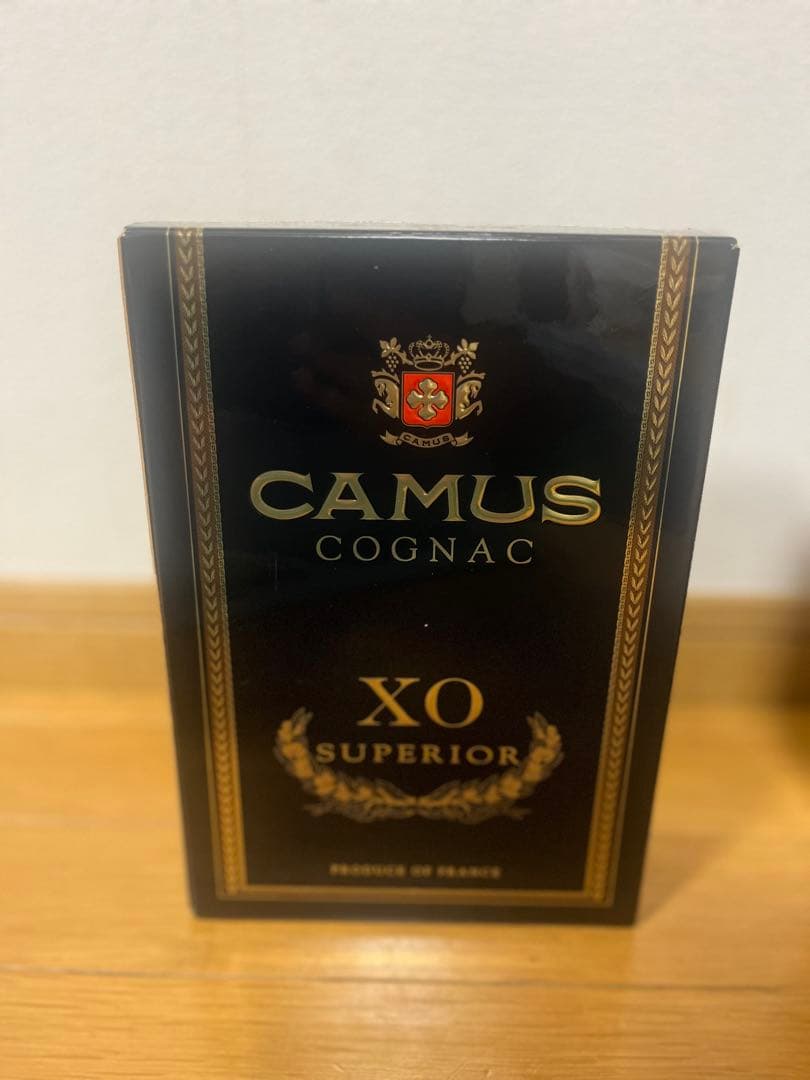 CAMUS
CAMUS
COGNAC
XO
SUPERIOR
PRODUCE OF FRANCE